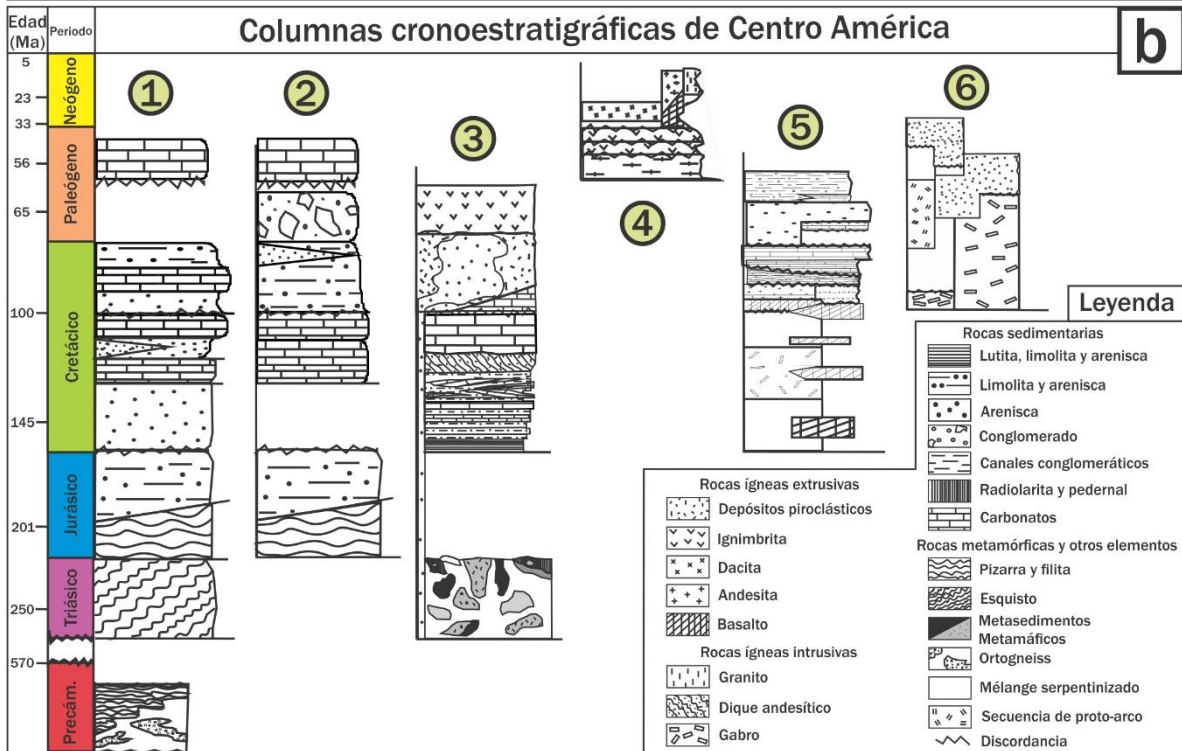 Edad
(Ma)
Periodo
Columnas cronoestratigráficas de Centro América
b
5
23
33
56
65
100
145
201
250
570
Neógeno
Paleógeno
Cretácico
Jurásico
Triásico
Precám.
1
2
3
4
5
6
Leyenda
Rocas sedimentarias
Lutita, limolita y arenisca
Limolita y arenisca
Arenisca
Conglomerado
Canales conglomeráticos
Radiolarita y pedernal
Carbonatos
Rocas metamórficas y otros elementos
Pizarra y filita
Esquisto
Metasedimentos
Metamáficos
Ortogneiss
Mélange serpentinizado
Secuencia de proto-arco
Discordancia
Rocas ígneas extrusivas
Depósitos piroclásticos
Ignimbrita
Dacita
Andesita
Basalto
Rocas ígneas intrusivas
Granito
Dique andesítico
Gabro